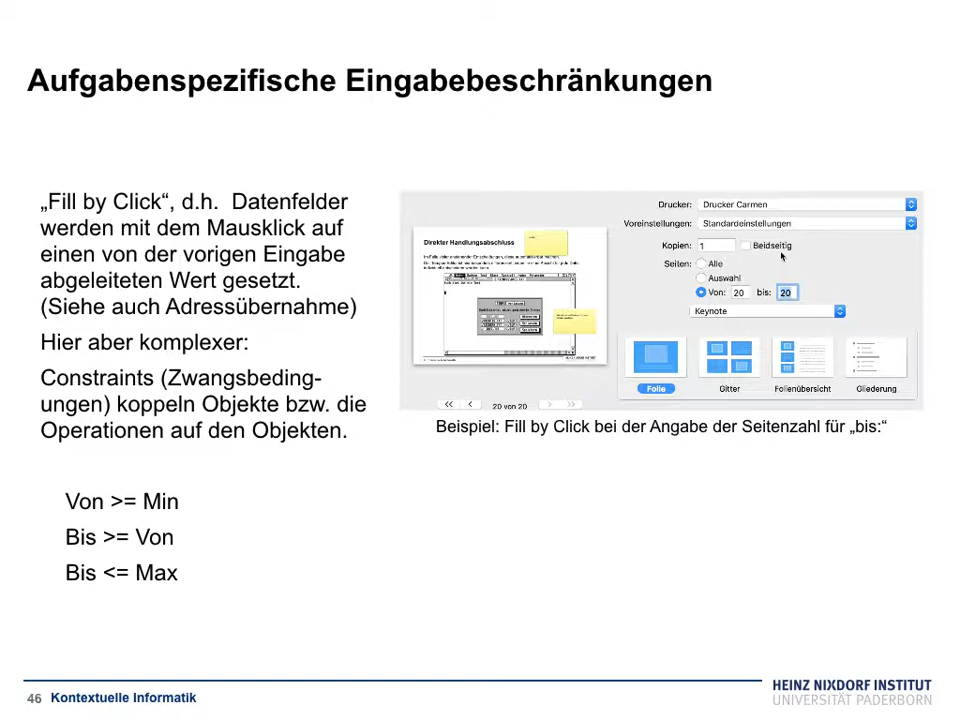 Aufgabenspezifische Eingabebeschränkungen
„Fill by Click“, d.h. Datenfelder
werden mit dem Mausklick auf
einen von der vorigen Eingabe
abgeleiteten Wert gesetzt.
(Siehe auch Adressübernahme)
Hier aber komplexer:
Constraints (Zwangsbeding-
ungen) koppeln Objekte bzw. die
Operationen auf den Objekten.
Von >= Min
Bis >= Von
Bis <= Max
Direkter Handlungsabschluss
20 von 20
Drucker: Drucker Carmen
Voreinstellungen: Standardeinstellungen
Kopien: 1 Beidseitig
Seiten: Alle
Auswahl
Von: 20 bis: 20
Keynote
Folie Gitter Folienübersicht Gliederung
Beispiel: Fill by Click bei der Angabe der Seitenzahl für „bis:“
46 Kontextuelle Informatik
HEINZ NIXDORF INSTITUT
UNIVERSITÄT PADERBORN